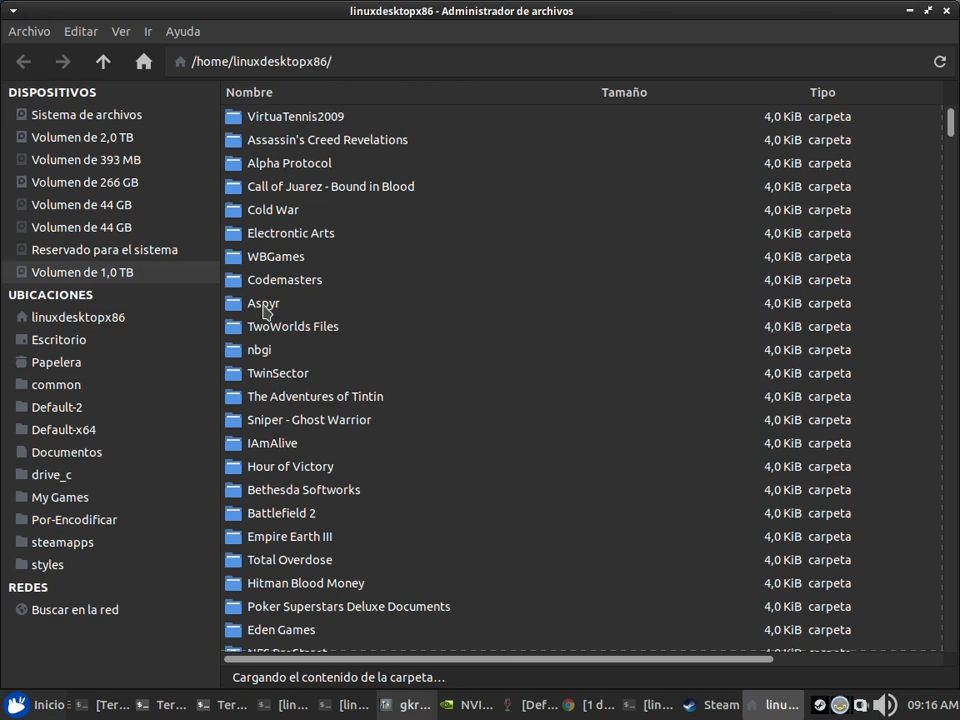 linuxdesktopx86 - Administrador de archivos
Archivo Editar Ver Ir Ayuda
/home/linuxdesktopx86/
DISPOSITIVOS
Sistema de archivos
Volumen de 2,0 TB
Volumen de 393 MB
Volumen de 266 GB
Volumen de 44 GB
Volumen de 44 GB
Reservado para el sistema
Volumen de 1,0 TB
UBICACIONES
linuxdesktopx86
Escritorio
Papelera
common
Default-2
Default-x64
Documentos
drive_c
My Games
Por-Encodificar
steamapps
styles
REDES
Buscar en la red
Nombre Tamaño Tipo
VirtuaTennis2009 4,0 KiB carpeta
Assassin's Creed Revelations 4,0 KiB carpeta
Alpha Protocol 4,0 KiB carpeta
Call of Juarez - Bound in Blood 4,0 KiB carpeta
Cold War 4,0 KiB carpeta
Electrontic Arts 4,0 KiB carpeta
WBGames 4,0 KiB carpeta
Codemasters 4,0 KiB carpeta
Aspyr 4,0 KiB carpeta
TwoWorlds Files 4,0 KiB carpeta
nbgi 4,0 KiB carpeta
TwinSector 4,0 KiB carpeta
The Adventures of Tintin 4,0 KiB carpeta
Sniper - Ghost Warrior 4,0 KiB carpeta
IAmAlive 4,0 KiB carpeta
Hour of Victory 4,0 KiB carpeta
Bethesda Softworks 4,0 KiB carpeta
Battlefield 2 4,0 KiB carpeta
Empire Earth III 4,0 KiB carpeta
Total Overdose 4,0 KiB carpeta
Hitman Blood Money 4,0 KiB carpeta
Poker Superstars Deluxe Documents 4,0 KiB carpeta
Eden Games 4,0 KiB carpeta
Cargando el contenido de la carpeta...
Inicio [Ter... Ter... Ter... [lin... [lin... gkr... NVI... [Def... [1 d... [lin... Steam linu... 09:16 AM